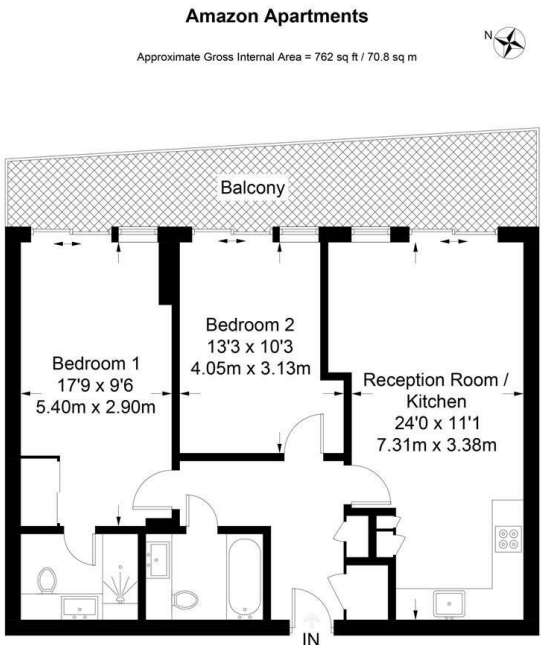 Amazon Apartments
N
Approximate Gross Internal Area = 762 sq ft / 70.8 sq m
Balcony
Bedroom 1
17'9 x 9'6
5.40m x 2.90m
Bedroom 2
13'3 x 10'3
4.05m x 3.13m
Reception Room /
Kitchen
24'0 x 11'1
7.31m x 3.38m
IN